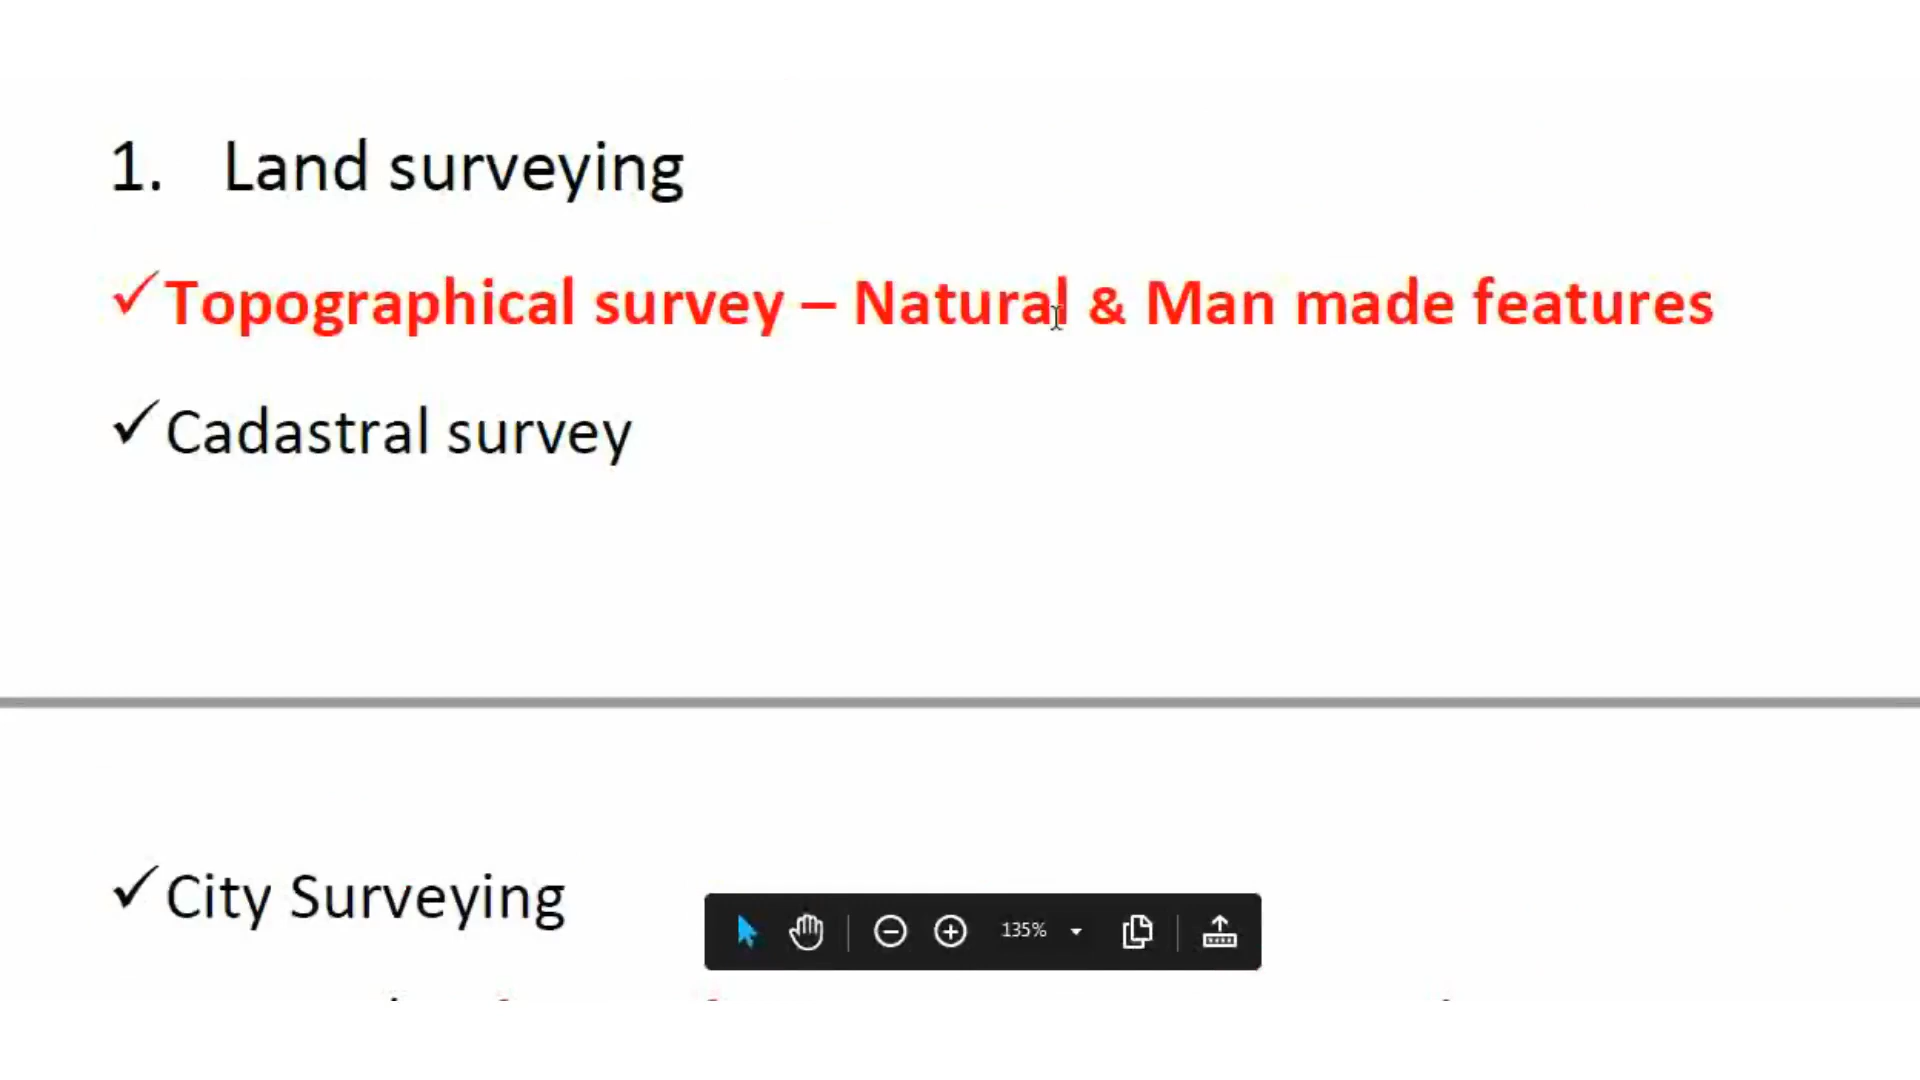 1. Land surveying
✓Topographical survey – Natural & Man made features
✓Cadastral survey
✓City Surveying
135%